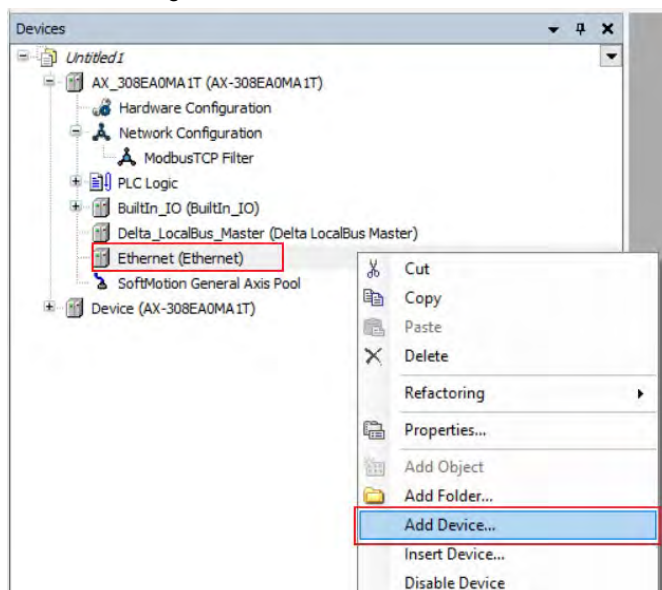 Devices
Untitled1
AX_308EA0MA1T (AX-308EA0MA1T)
Hardware Configuration
Network Configuration
ModbusTCP Filter
PLC Logic
BuiltIn_IO (BuiltIn_IO)
Delta_LocalBus_Master (Delta LocalBus Master)
Ethernet (Ethernet)
SoftMotion General Axis Pool
Device (AX-308EA0MA1T)
Cut
Copy
Paste
Delete
Refactoring
Properties...
Add Object
Add Folder...
Add Device...
Insert Device...
Disable Device